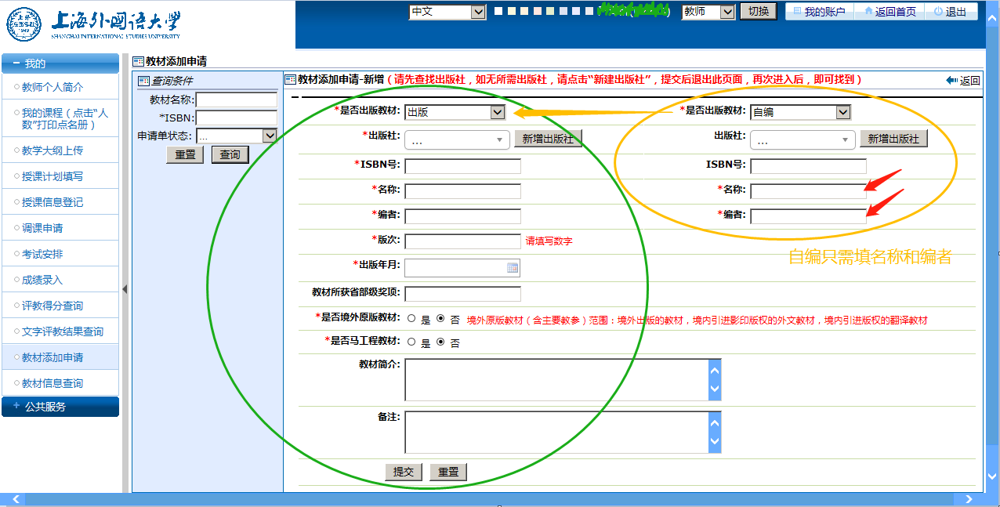 上海外国语大学
SHANGHAI INTERNATIONAL STUDIES UNIVERSITY
1949
中文
教师
切换
我的账户
返回首页
退出
我的
教师个人简介
我的课程（点击“人
数”打印点名册）
教学大纲上传
授课计划填写
授课信息登记
调课申请
考试安排
成绩录入
评教得分查询
文字评教结果查询
教材添加申请
教材信息查询
公共服务
教材添加申请
查询条件
教材名称:
*ISBN:
申请单状态: ...
重置 查询
教材添加申请-新增（请先查找出版社，如无所需出版社，请点击“新建出版社”，提交后退出此页面，再次进入后，即可找到）
返回
*是否出版教材: 出版
*出版社: ... 新增出版社
*ISBN号:
*名称:
*编者:
*版次: 请填写数字
*出版年月:
教材所获省部级奖项:
*是否境外原版教材: 是 否 境外原版教材（含主要教参）范围：境外出版的教材，境内引进影印版权的外文教材，境内引进版权的翻译教材
*是否马工程教材: 是 否
教材简介:
备注:
提交 重置
*是否出版教材: 自编
出版社: ... 新增出版社
ISBN号:
*名称:
*编者:
自编只需填名称和编者